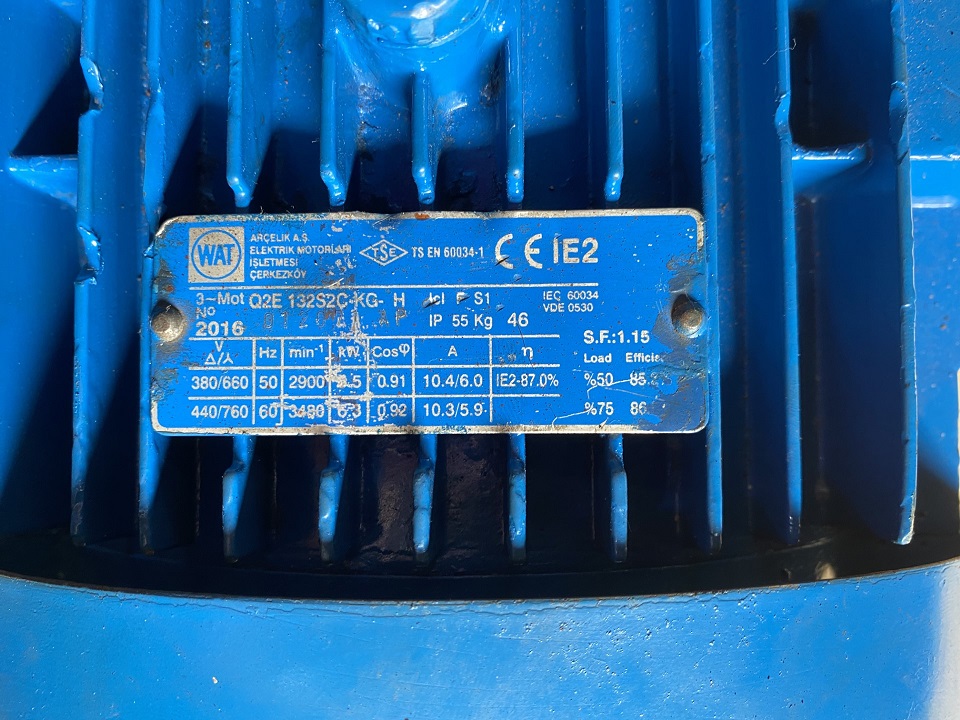 WAT
ARÇELİK A.Ş.
ELEKTRİK MOTORLARI
İŞLETMESİ
ÇERKEZKÖY
TSE TS EN 60034-1 CE IE2
3~Mot Q2E 132S2C-KG- H Isl F S1 IEC 60034
VDE 0530
No
2016 IP 55 Kg 46
S.F.:1.15
V
Δ/⅄ Hz min⁻¹ kW Cosφ A η Load
380/660 50 2900 0.91 10.4/6.0 IE2-87.0% %50
440/760 60 0.92 10.3/5.9 %75